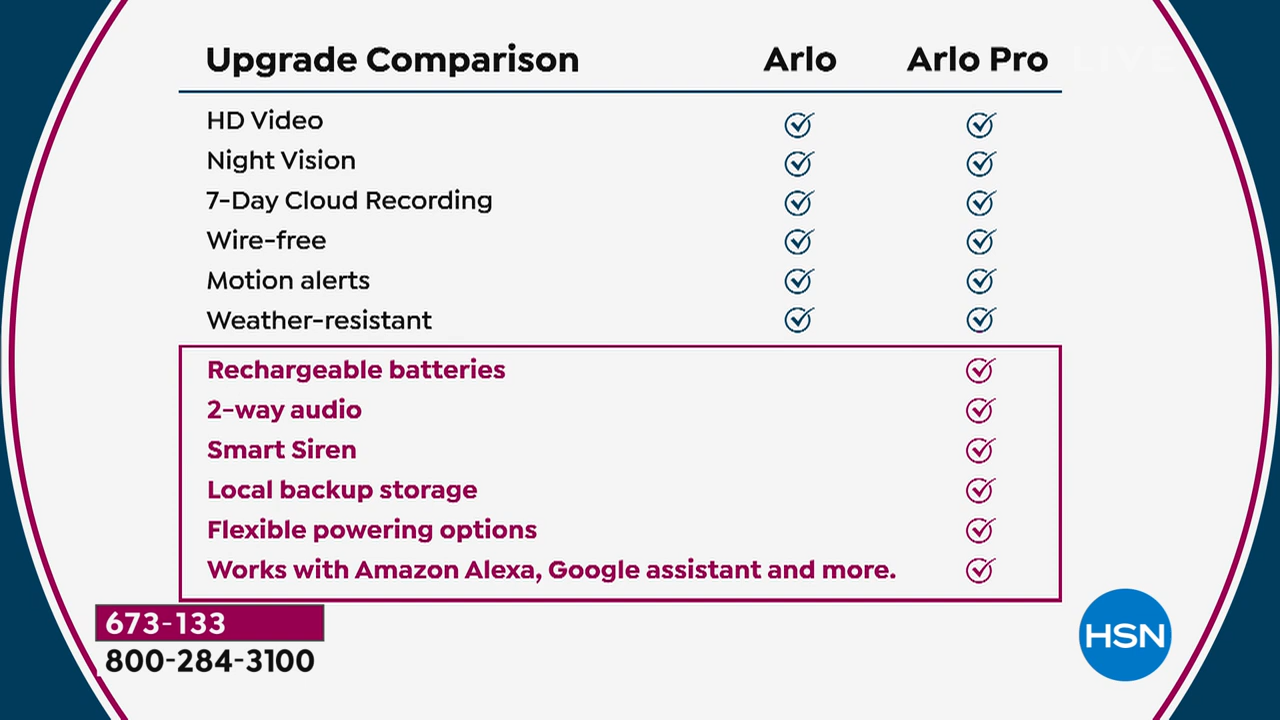 Upgrade Comparison Arlo Arlo Pro LIVE
HD Video
Night Vision
7-Day Cloud Recording
Wire-free
Motion alerts
Weather-resistant
Rechargeable batteries
2-way audio
Smart Siren
Local backup storage
Flexible powering options
Works with Amazon Alexa, Google assistant and more.
673-133
800-284-3100
HSN